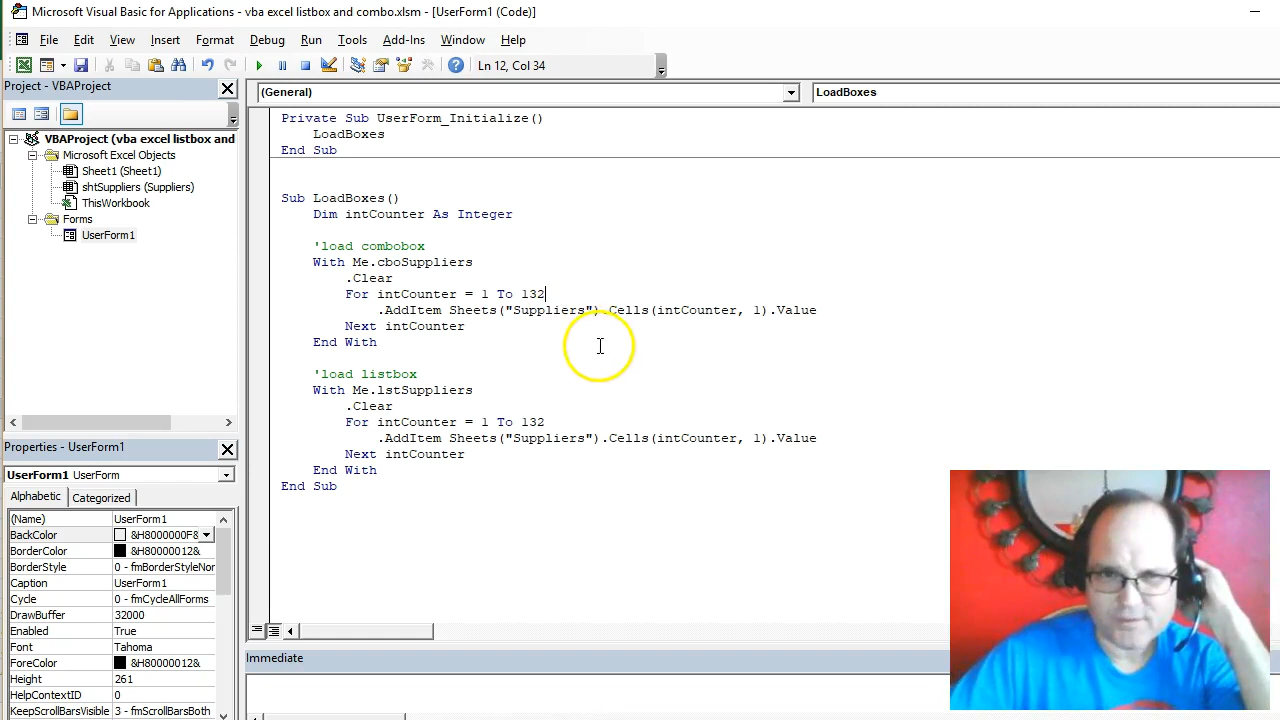 Microsoft Visual Basic for Applications - vba excel listbox and combo.xlsm - [UserForm1 (Code)]
File Edit View Insert Format Debug Run Tools Add-Ins Window Help
Ln 12, Col 34
Project - VBAProject
(General)
LoadBoxes
VBAProject (vba excel listbox and
Microsoft Excel Objects
Sheet1 (Sheet1)
shtSuppliers (Suppliers)
ThisWorkbook
Forms
UserForm1
Private Sub UserForm_Initialize()
LoadBoxes
End Sub
Sub LoadBoxes()
Dim intCounter As Integer
'load combobox
With Me.cboSuppliers
.Clear
For intCounter = 1 To 132
.AddItem Sheets("Suppliers").Cells(intCounter, 1).Value
Next intCounter
End With
'load listbox
With Me.lstSuppliers
.Clear
For intCounter = 1 To 132
.AddItem Sheets("Suppliers").Cells(intCounter, 1).Value
Next intCounter
End With
End Sub
Properties - UserForm1
UserForm1 UserForm
Alphabetic Categorized
(Name) UserForm1
BackColor &H8000000F&
BorderColor &H80000012&
BorderStyle 0 - fmBorderStyleNor
Caption UserForm1
Cycle 0 - fmCycleAllForms
DrawBuffer 32000
Enabled True
Font Tahoma
ForeColor &H80000012&
Height 261
HelpContextID 0
KeepScrollBarsVisible 3 - fmScrollBarsBoth
Immediate